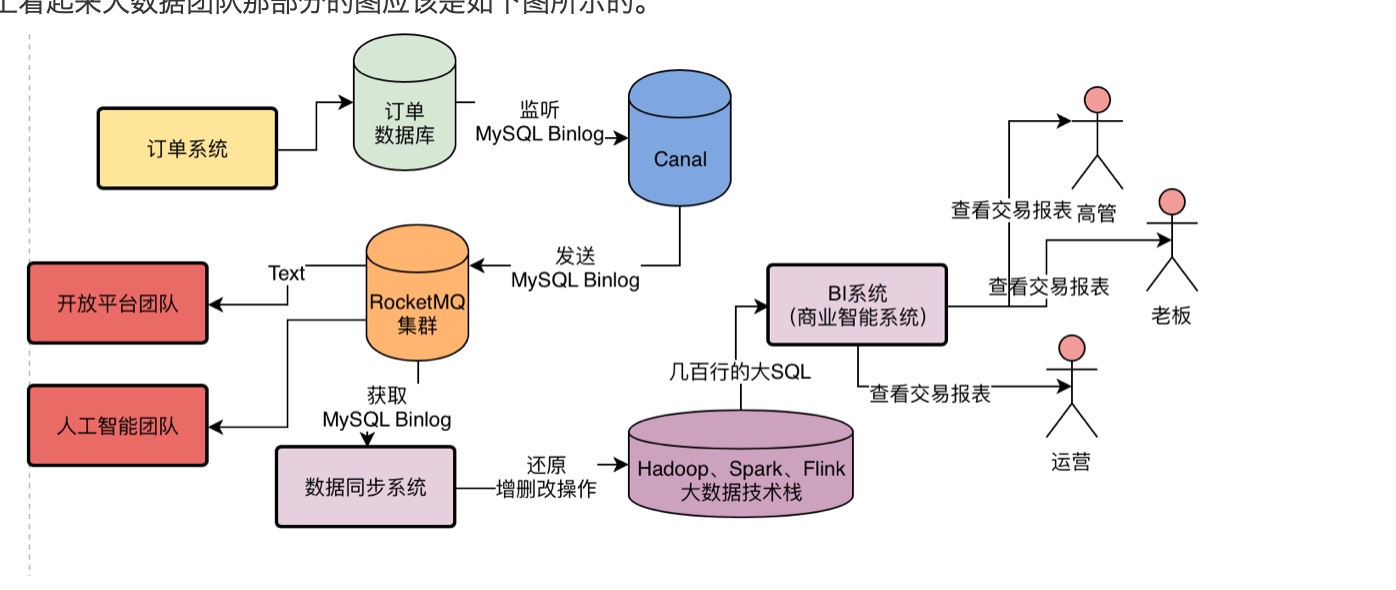 上看起来大数据团队那部分的图应该是如下图所示的。
订单系统
订单
数据库
监听
MySQL Binlog
Canal
发送
MySQL Binlog
RocketMQ
集群
Text
开放平台团队
人工智能团队
获取
MySQL Binlog
数据同步系统
还原
增删改操作
Hadoop、Spark、Flink
大数据技术栈
几百行的大SQL
BI系统
（商业智能系统）
查看交易报表
高管
查看交易报表
老板
查看交易报表
运营